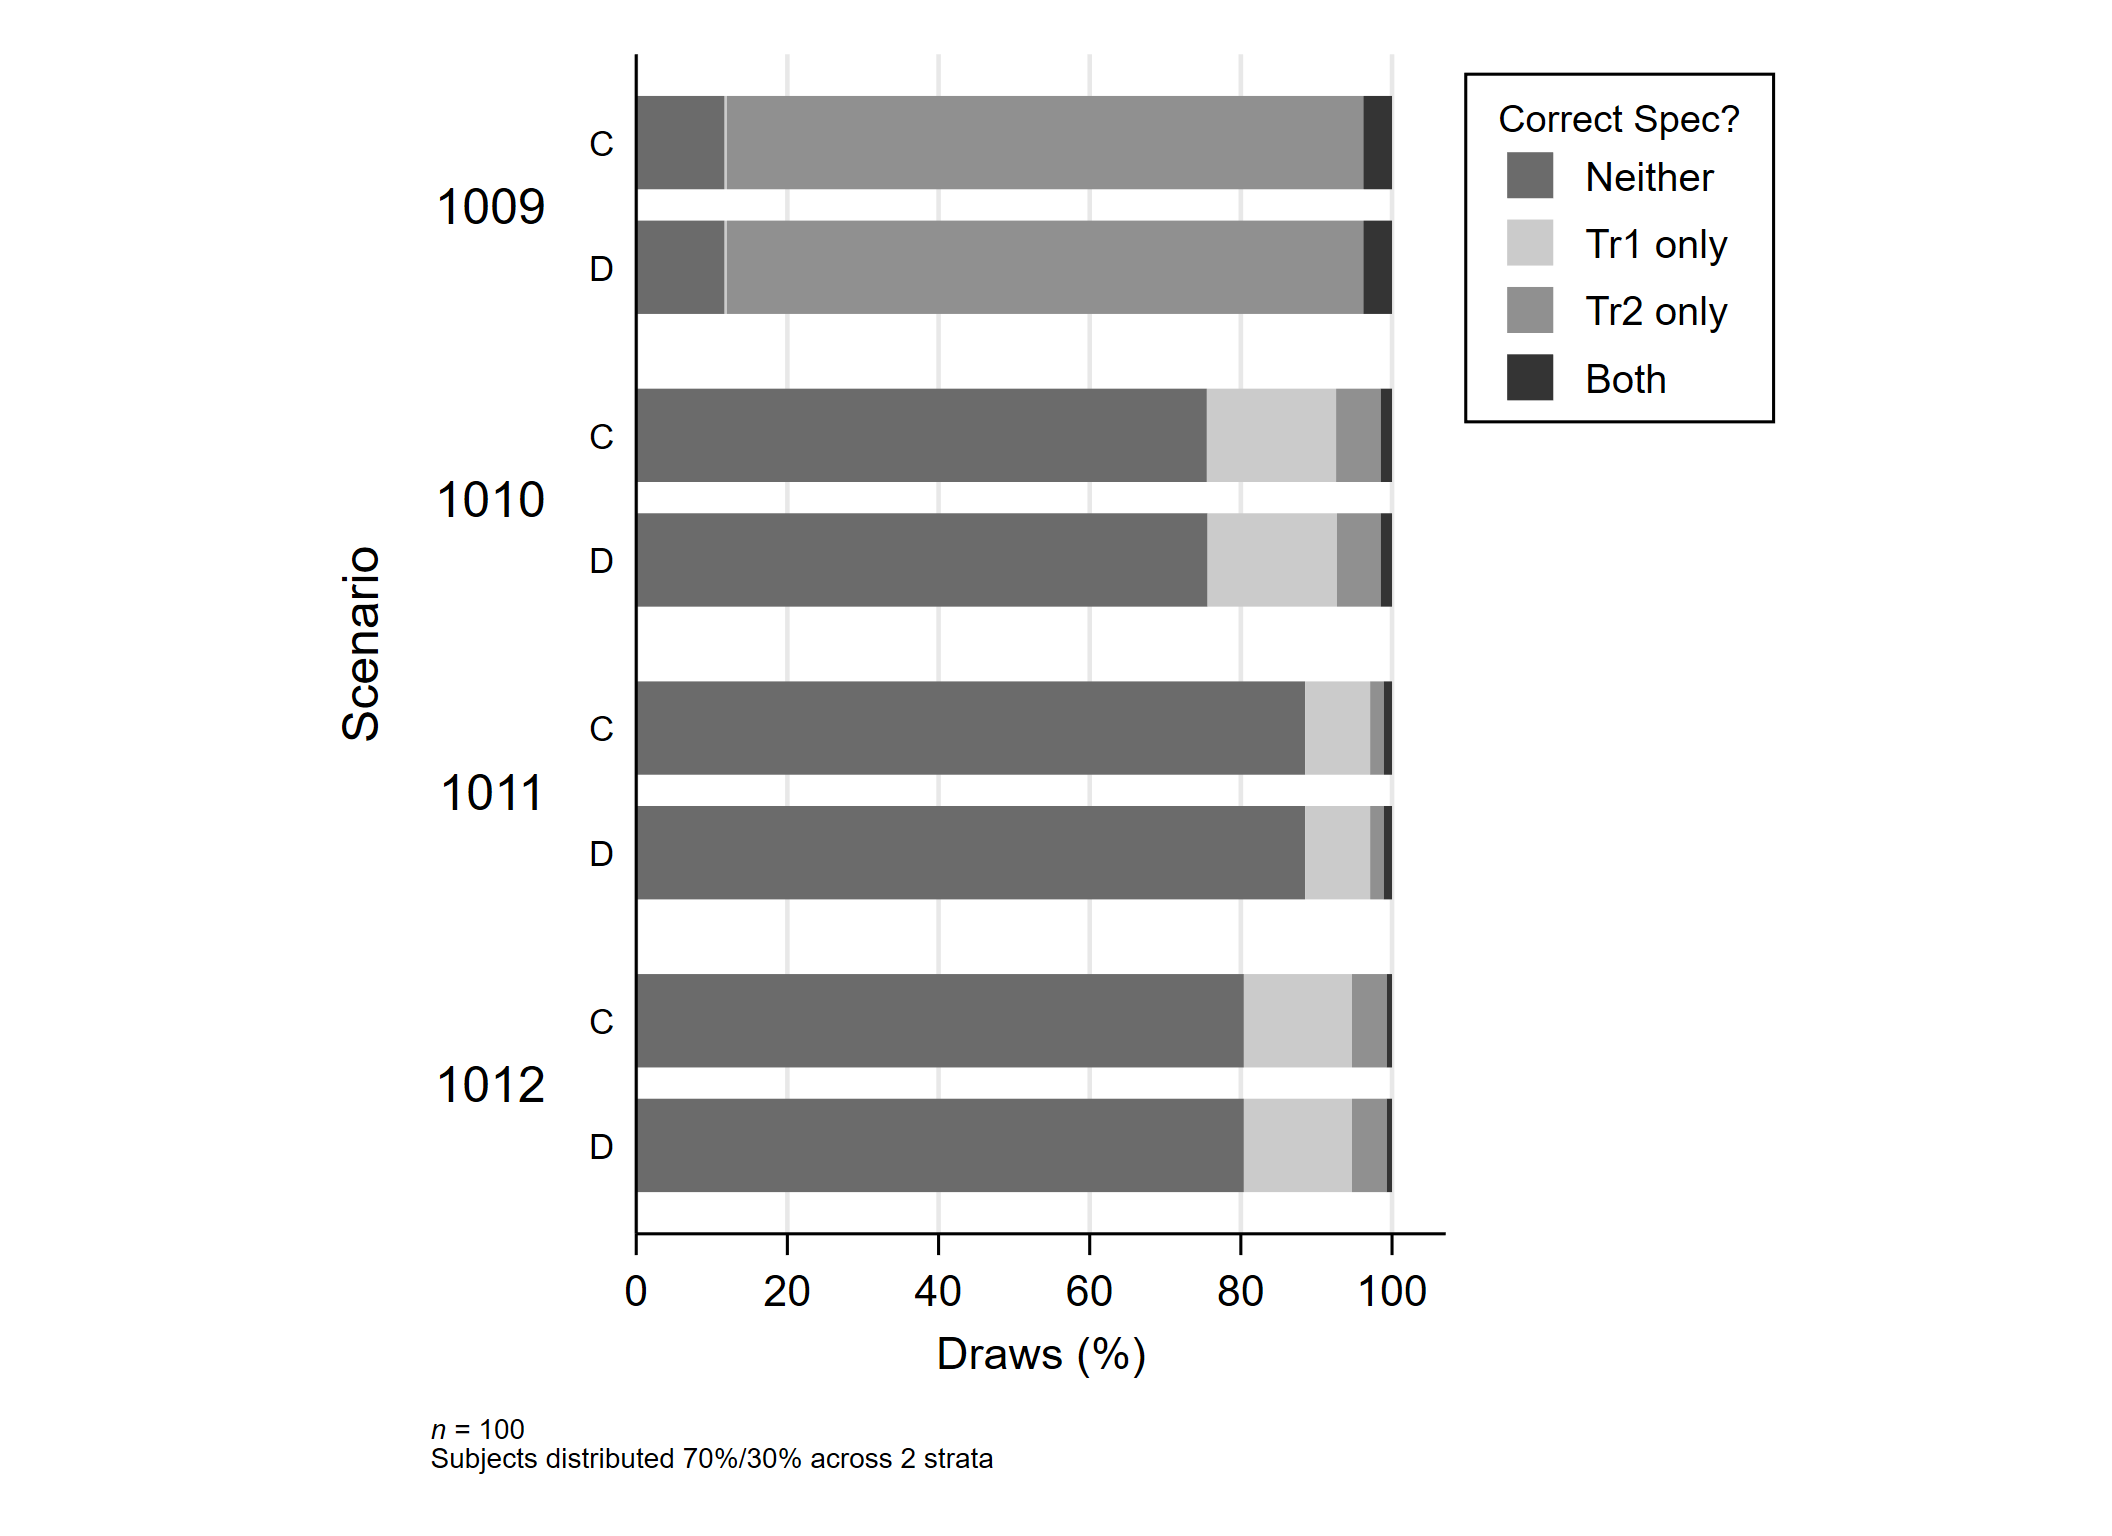 Correct Spec?
Neither
Tr1 only
Tr2 only
Both
Scenario
1009
C
D
1010
C
D
1011
C
D
1012
C
D
0 20 40 60 80 100
Draws (%)
n = 100
Subjects distributed 70%/30% across 2 strata